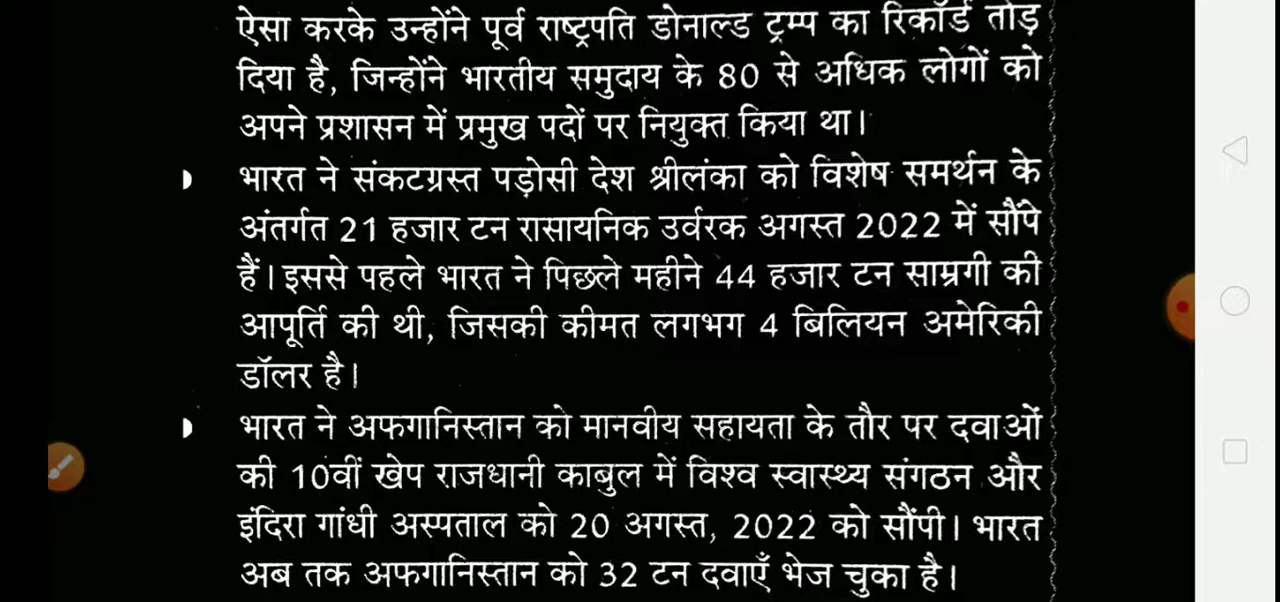 ऐसा करके उन्होंने पूर्व राष्ट्रपति डोनाल्ड ट्रम्प का रिकॉर्ड तोड़
दिया है, जिन्होंने भारतीय समुदाय के 80 से अधिक लोगों को
अपने प्रशासन में प्रमुख पदों पर नियुक्त किया था।
भारत ने संकटग्रस्त पड़ोसी देश श्रीलंका को विशेष समर्थन के
अंतर्गत 21 हजार टन रासायनिक उर्वरक अगस्त 2022 में सौंपे
हैं। इससे पहले भारत ने पिछले महीने 44 हजार टन साम्रगी की
आपूर्ति की थी, जिसकी कीमत लगभग 4 बिलियन अमेरिकी
डॉलर है।
भारत ने अफगानिस्तान को मानवीय सहायता के तौर पर दवाओं
की 10वीं खेप राजधानी काबुल में विश्व स्वास्थ्य संगठन और
इंदिरा गांधी अस्पताल को 20 अगस्त, 2022 को सौंपी। भारत
अब तक अफगानिस्तान को 32 टन दवाएँ भेज चुका है।